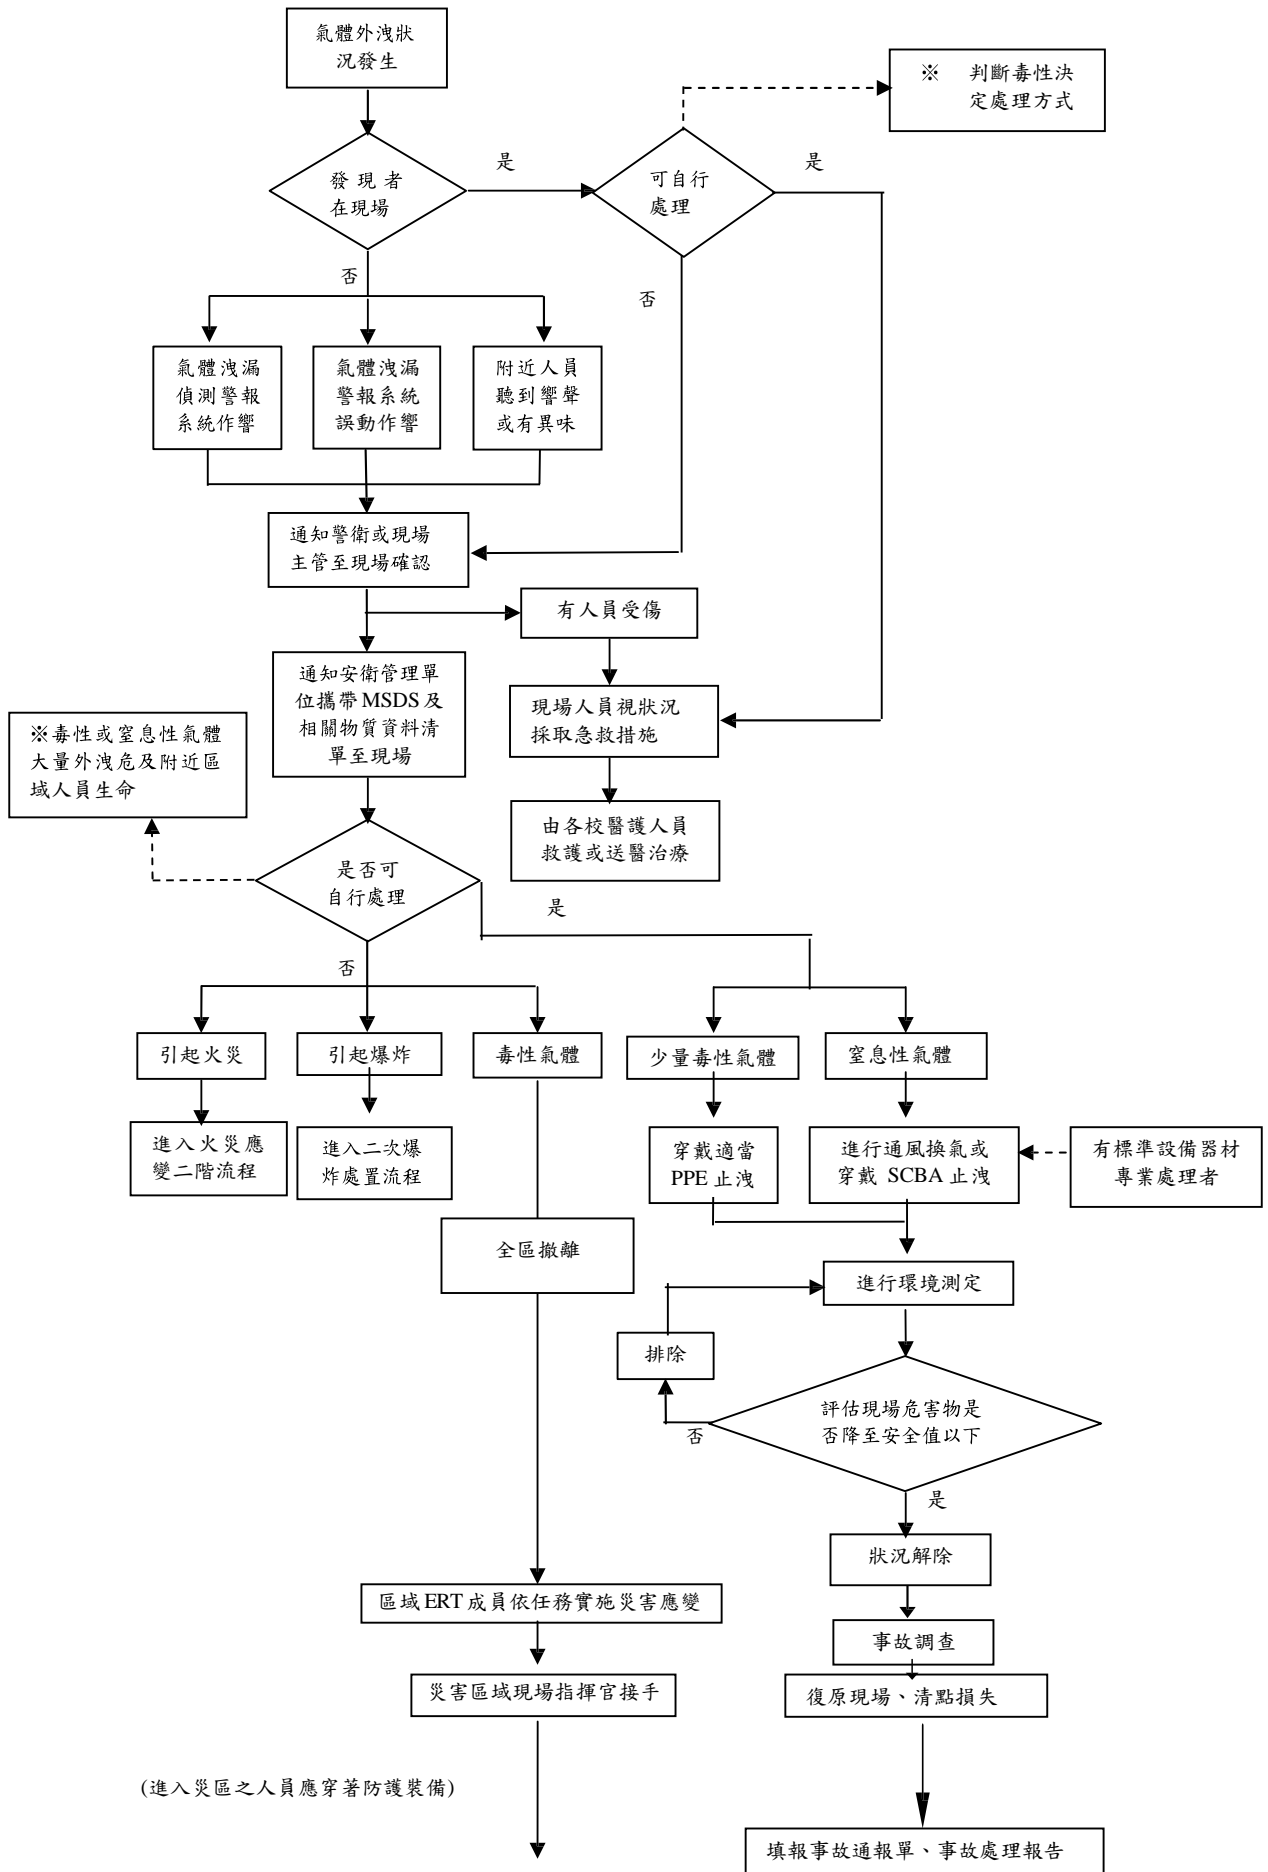 氣體外洩狀
況發生
※ 判斷毒性決
定處理方式
是
是
發現者
在現場
可自行
處理
否
否
氣體洩漏
偵測警報
系統作響
氣體洩漏
警報系統
誤動作響
附近人員
聽到響聲
或有異味
通知警衛或現場
主管至現場確認
有人員受傷
通知安衛管理單
位攜帶 MSDS 及
相關物質資料清
單至現場
現場人員視狀況
採取急救措施
※毒性或窒息性氣體
大量外洩危及附近區
域人員生命
由各校醫護人員
救護或送醫治療
是否可
自行處理
是
否
引起火災
引起爆炸
毒性氣體
少量毒性氣體
窒息性氣體
進入火災應
變二階流程
進入二次爆
炸處置流程
穿戴適當
PPE 止洩
進行通風換氣或
穿戴 SCBA 止洩
有標準設備器材
專業處理者
全區撤離
進行環境測定
排除
評估現場危害物是
否降至安全值以下
否
是
狀況解除
區域 ERT 成員依任務實施災害應變
事故調查
災害區域現場指揮官接手
復原現場、清點損失
(進入災區之人員應穿著防護裝備)
填報事故通報單、事故處理報告